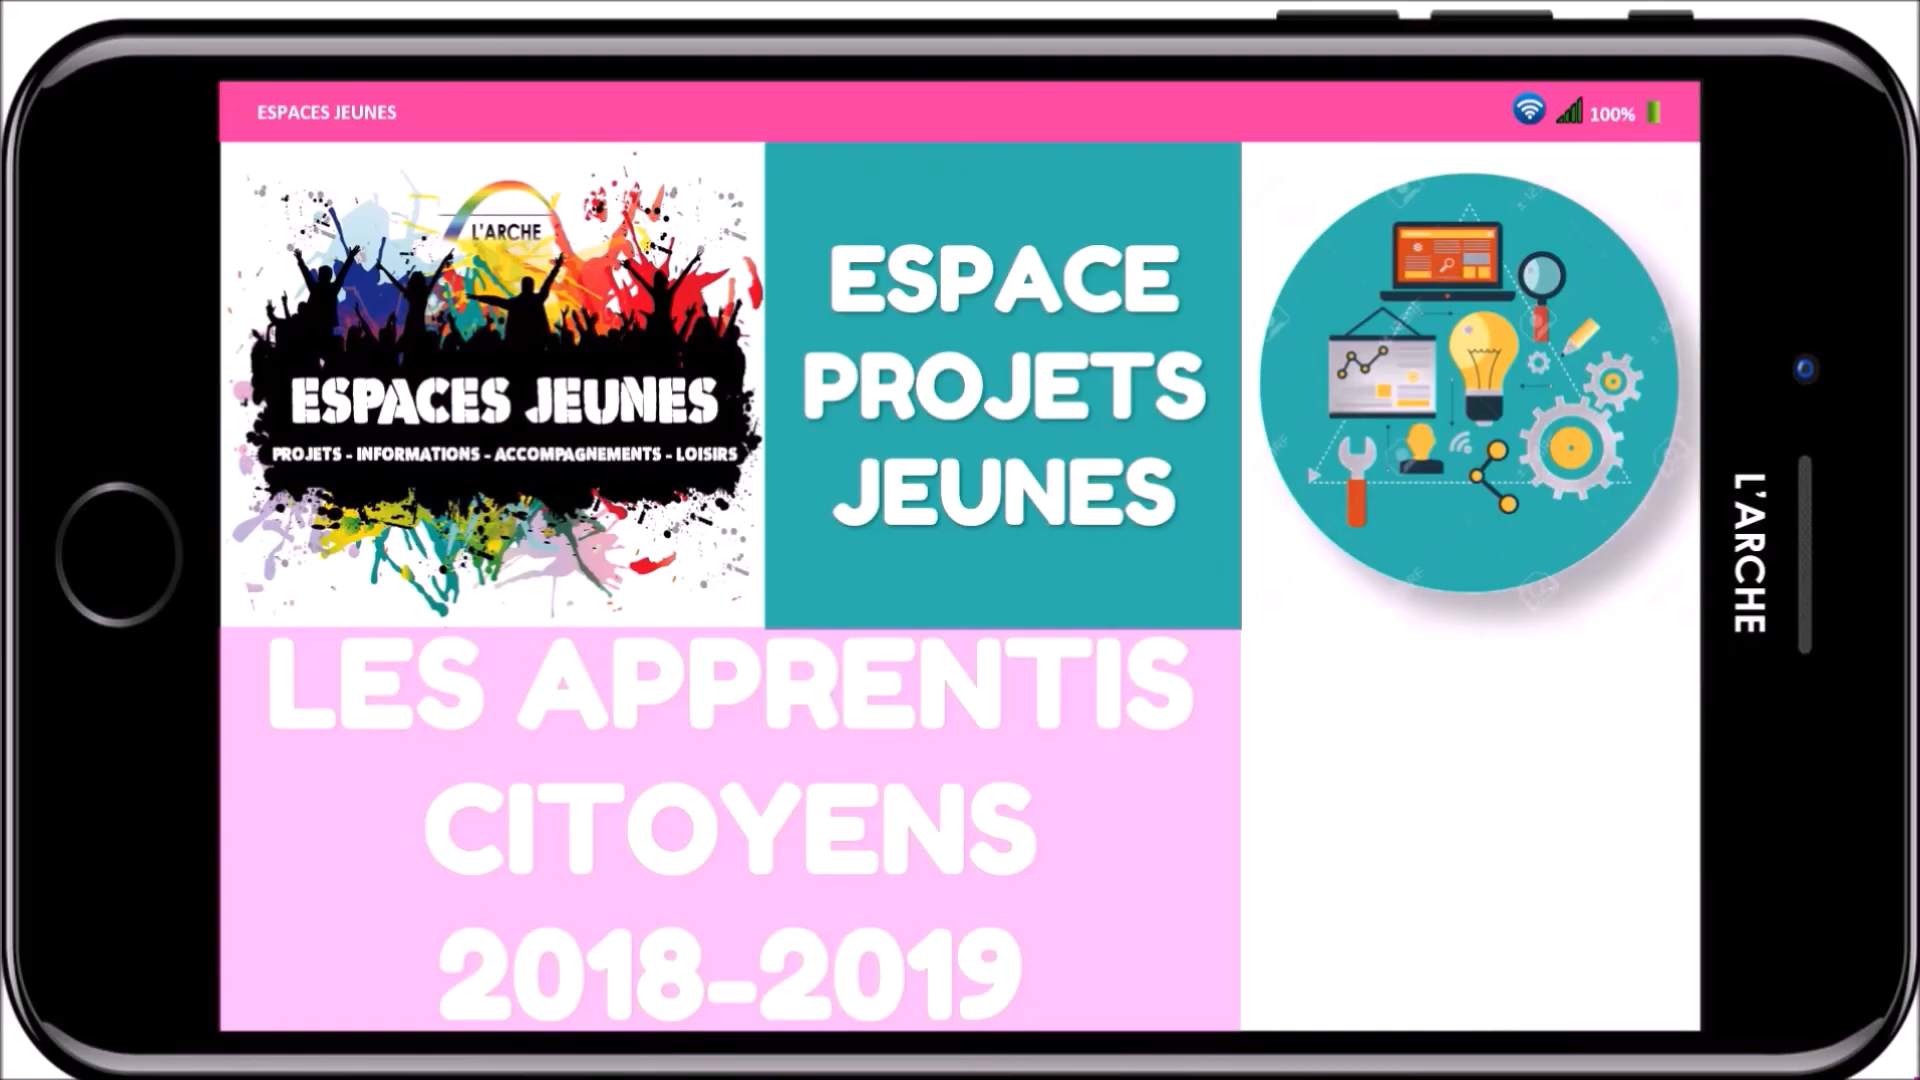 ESPACES JEUNES
100%
L'ARCHE
ESPACES JEUNES
PROJETS - INFORMATIONS - ACCOMPAGNEMENTS - LOISIRS
ESPACE
PROJETS
JEUNES
L'ARCHE
LES APPRENTIS
CITOYENS
2018-2019